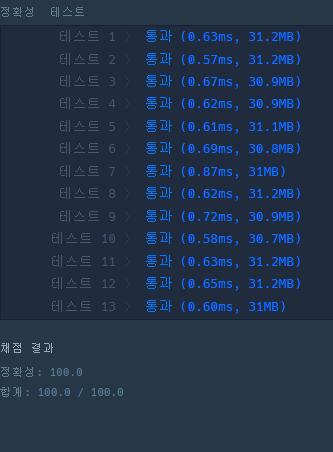 정확성 테스트
테스트 1 〉 통과 (0.63ms, 31.2MB)
테스트 2 〉 통과 (0.57ms, 31.2MB)
테스트 3 〉 통과 (0.67ms, 30.9MB)
테스트 4 〉 통과 (0.62ms, 30.9MB)
테스트 5 〉 통과 (0.61ms, 31.1MB)
테스트 6 〉 통과 (0.69ms, 30.8MB)
테스트 7 〉 통과 (0.87ms, 31MB)
테스트 8 〉 통과 (0.62ms, 31.2MB)
테스트 9 〉 통과 (0.72ms, 30.9MB)
테스트 10 〉 통과 (0.58ms, 30.7MB)
테스트 11 〉 통과 (0.63ms, 31.2MB)
테스트 12 〉 통과 (0.65ms, 31.2MB)
테스트 13 〉 통과 (0.60ms, 31MB)
채점 결과
정확성: 100.0
합계: 100.0 / 100.0